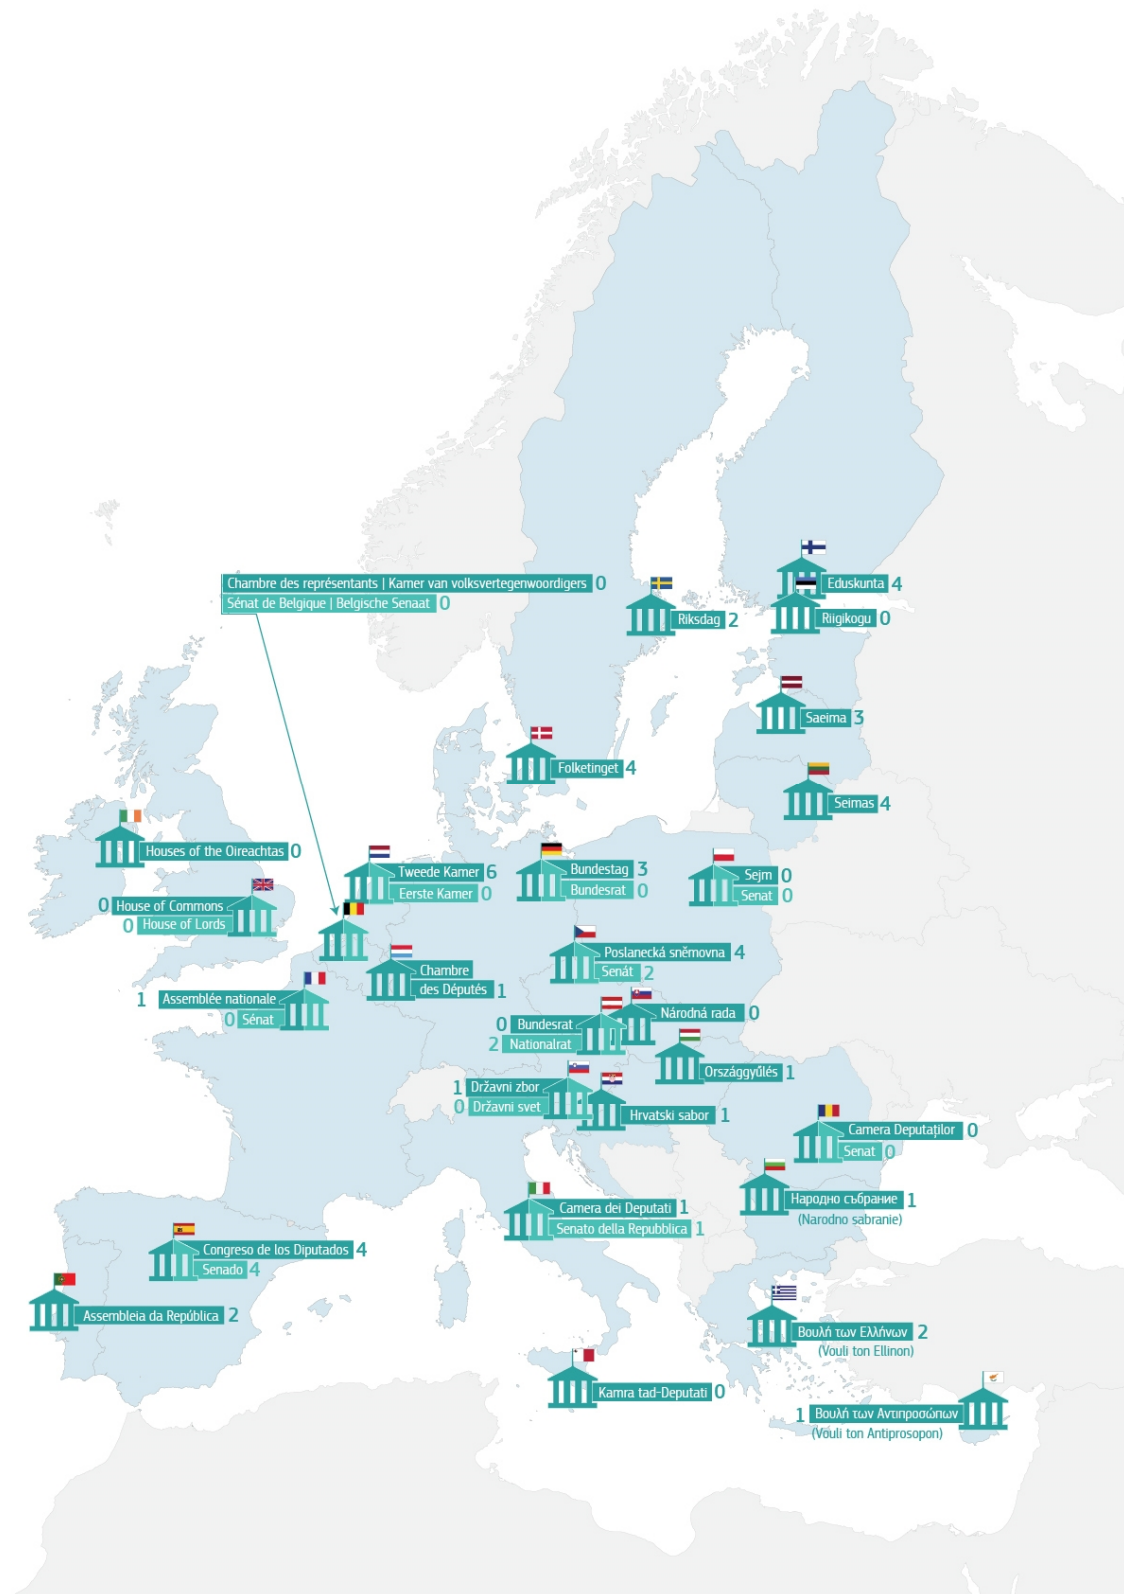 Eduskunta 4
Chambre des représentants | Kamer van volksvertegenwoordigers 0
Sénat de Belgique | Belgische Senaat 0
Riksdag 2
Riigikogu 0
Saeima 3
Folketinget 4
Seimas 4
Houses of the Oireachtas 0
Tweede Kamer 6
Eerste Kamer 0
Bundestag 3
Bundesrat 0
Sejm 0
Senat 0
0 House of Commons
0 House of Lords
Poslanecká sněmovna 4
Senát 2
Chambre
des Députés 1
1 Assemblée nationale
0 Sénat
Národná rada 0
0 Bundesrat
2 Nationalrat
Országgyűlés 1
1 Državni zbor
0 Državni svet
Hrvatski sabor 1
Camera Deputaților 0
Senat 0
Народно събрание 1
(Narodno sabranie)
Camera dei Deputati 1
Senato della Repubblica 1
Congreso de los Diputados 4
Senado 4
Assembleia da República 2
Βουλή των Ελλήνων 2
(Vouli ton Ellinon)
Kamra tad-Deputati 0
1 Βουλή των Αντιπροσώπων
(Vouli ton Antiprosopon)